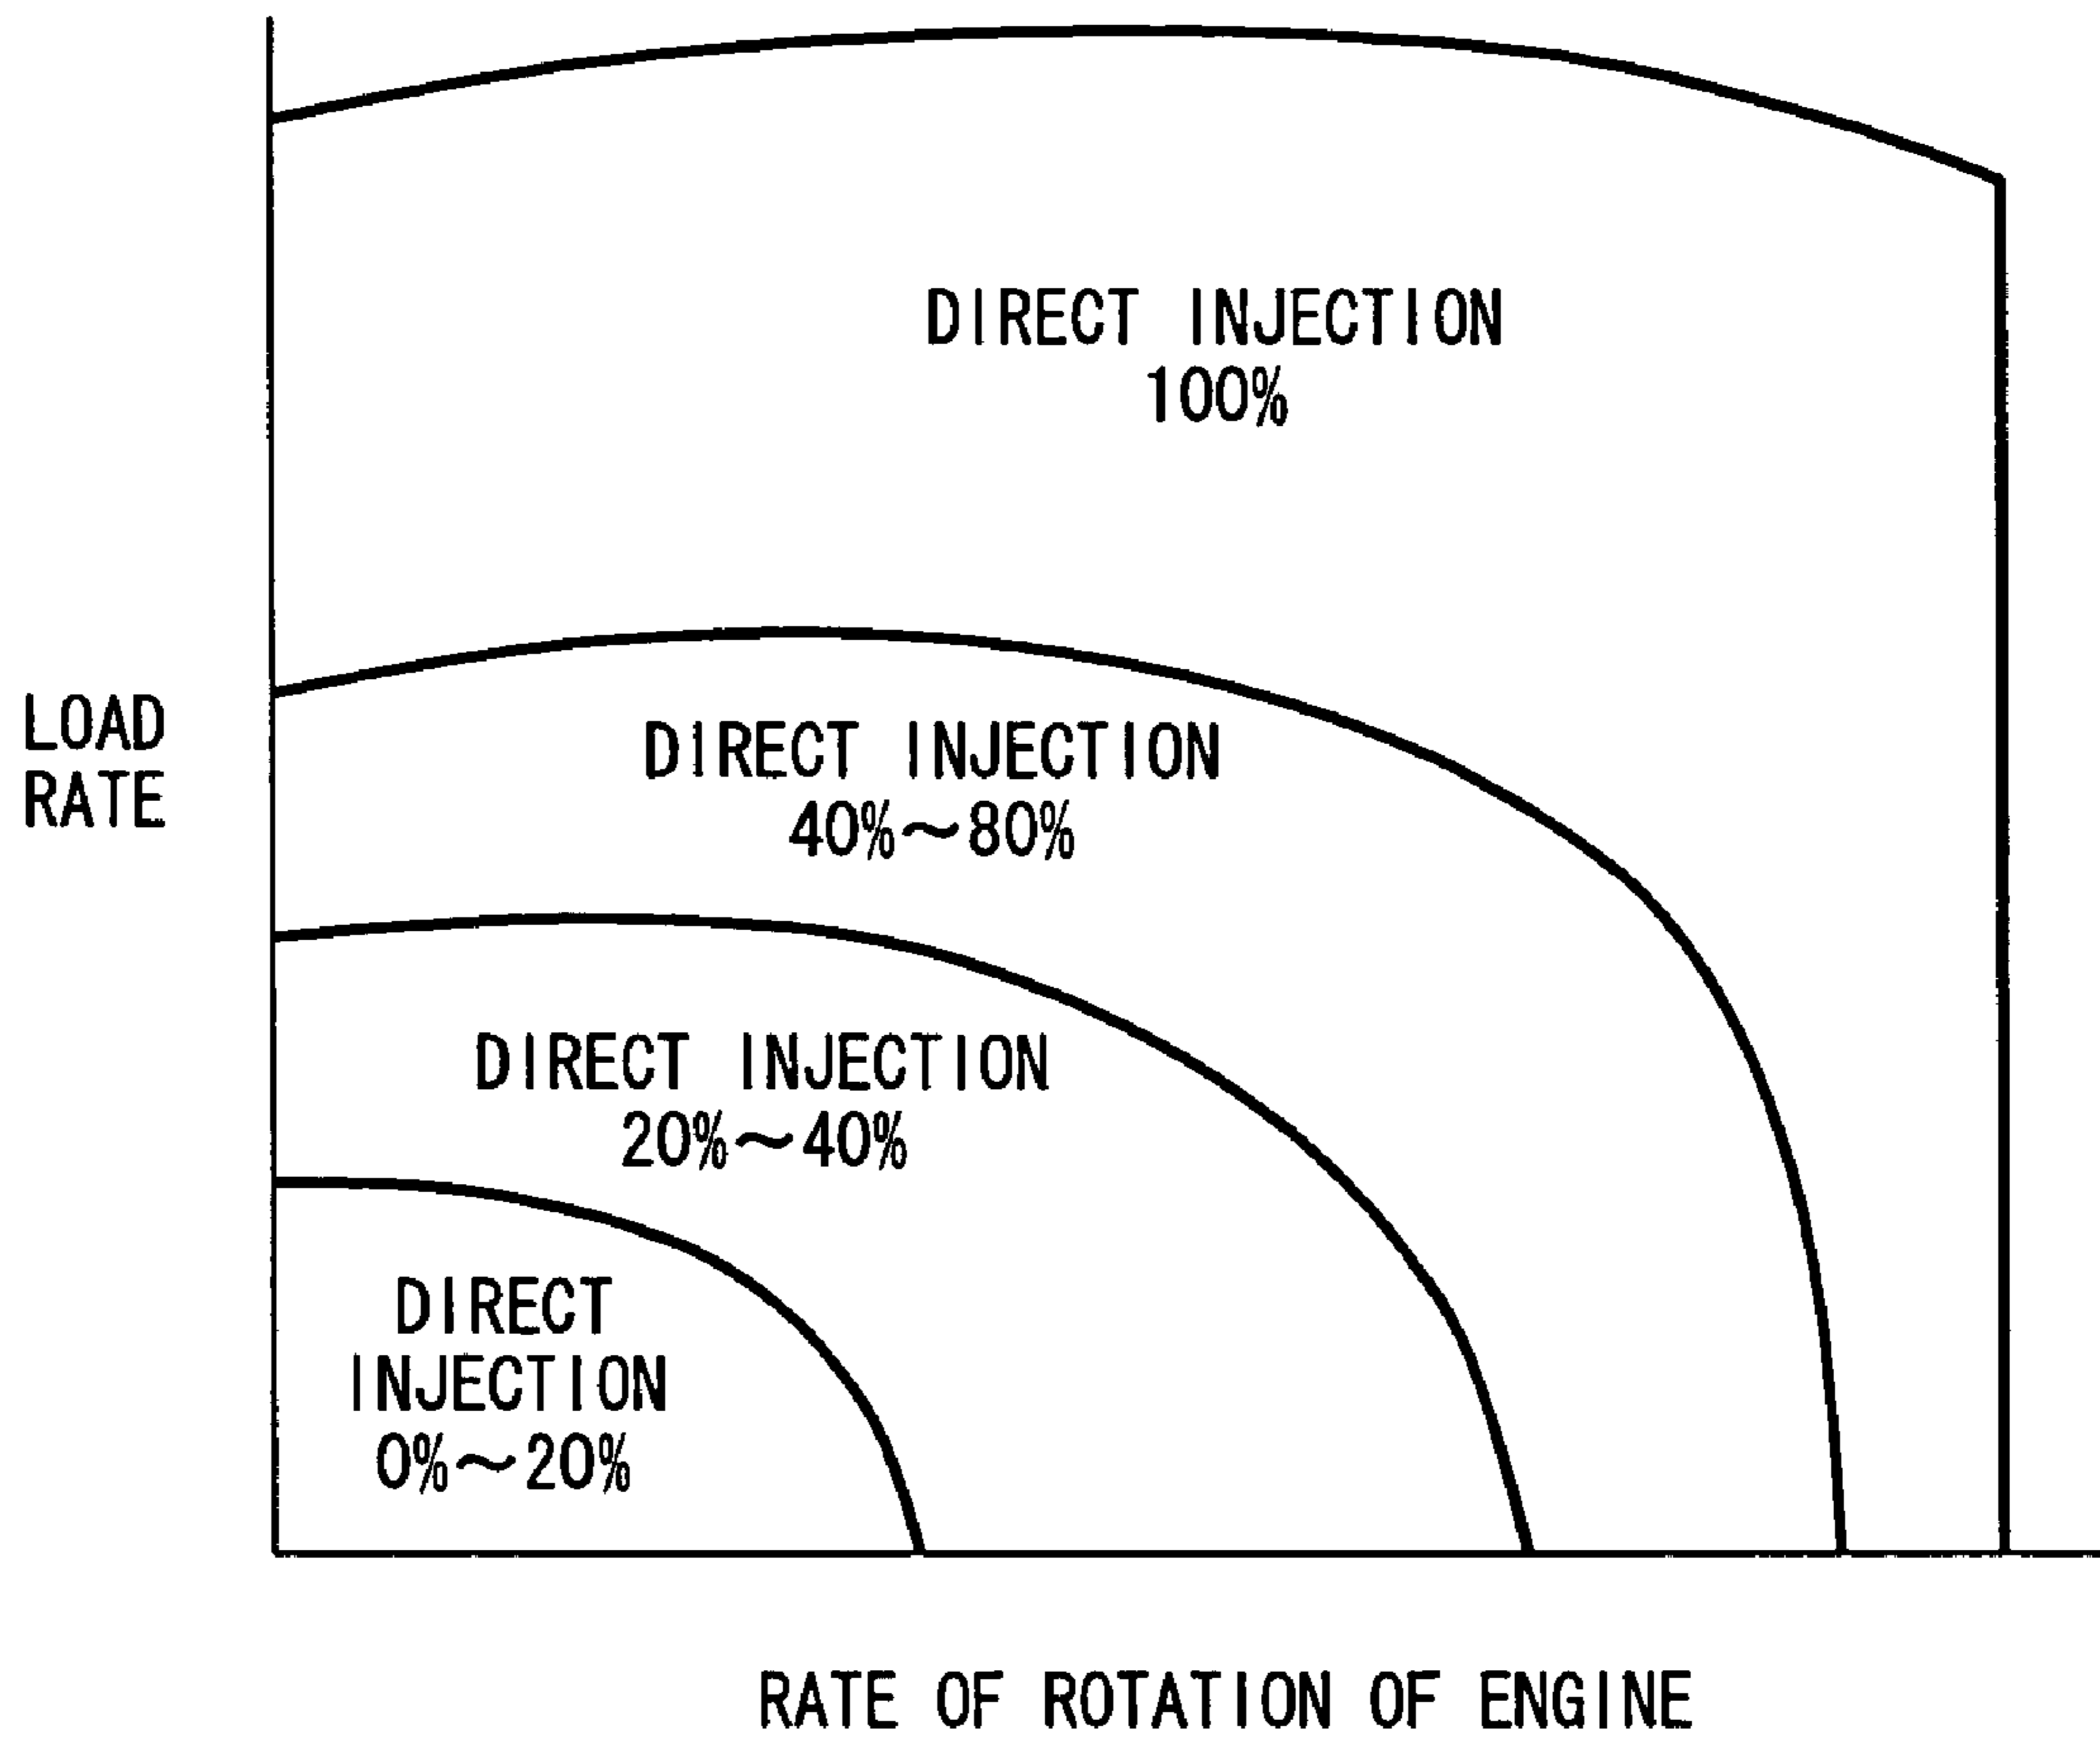 DIRECT INJECTION
100%
LOAD
RATE
DIRECT INJECTION
40%~80%
DIRECT INJECTION
20%~40%
DIRECT
INJECTION
0%~20%
RATE OF ROTATION OF ENGINE